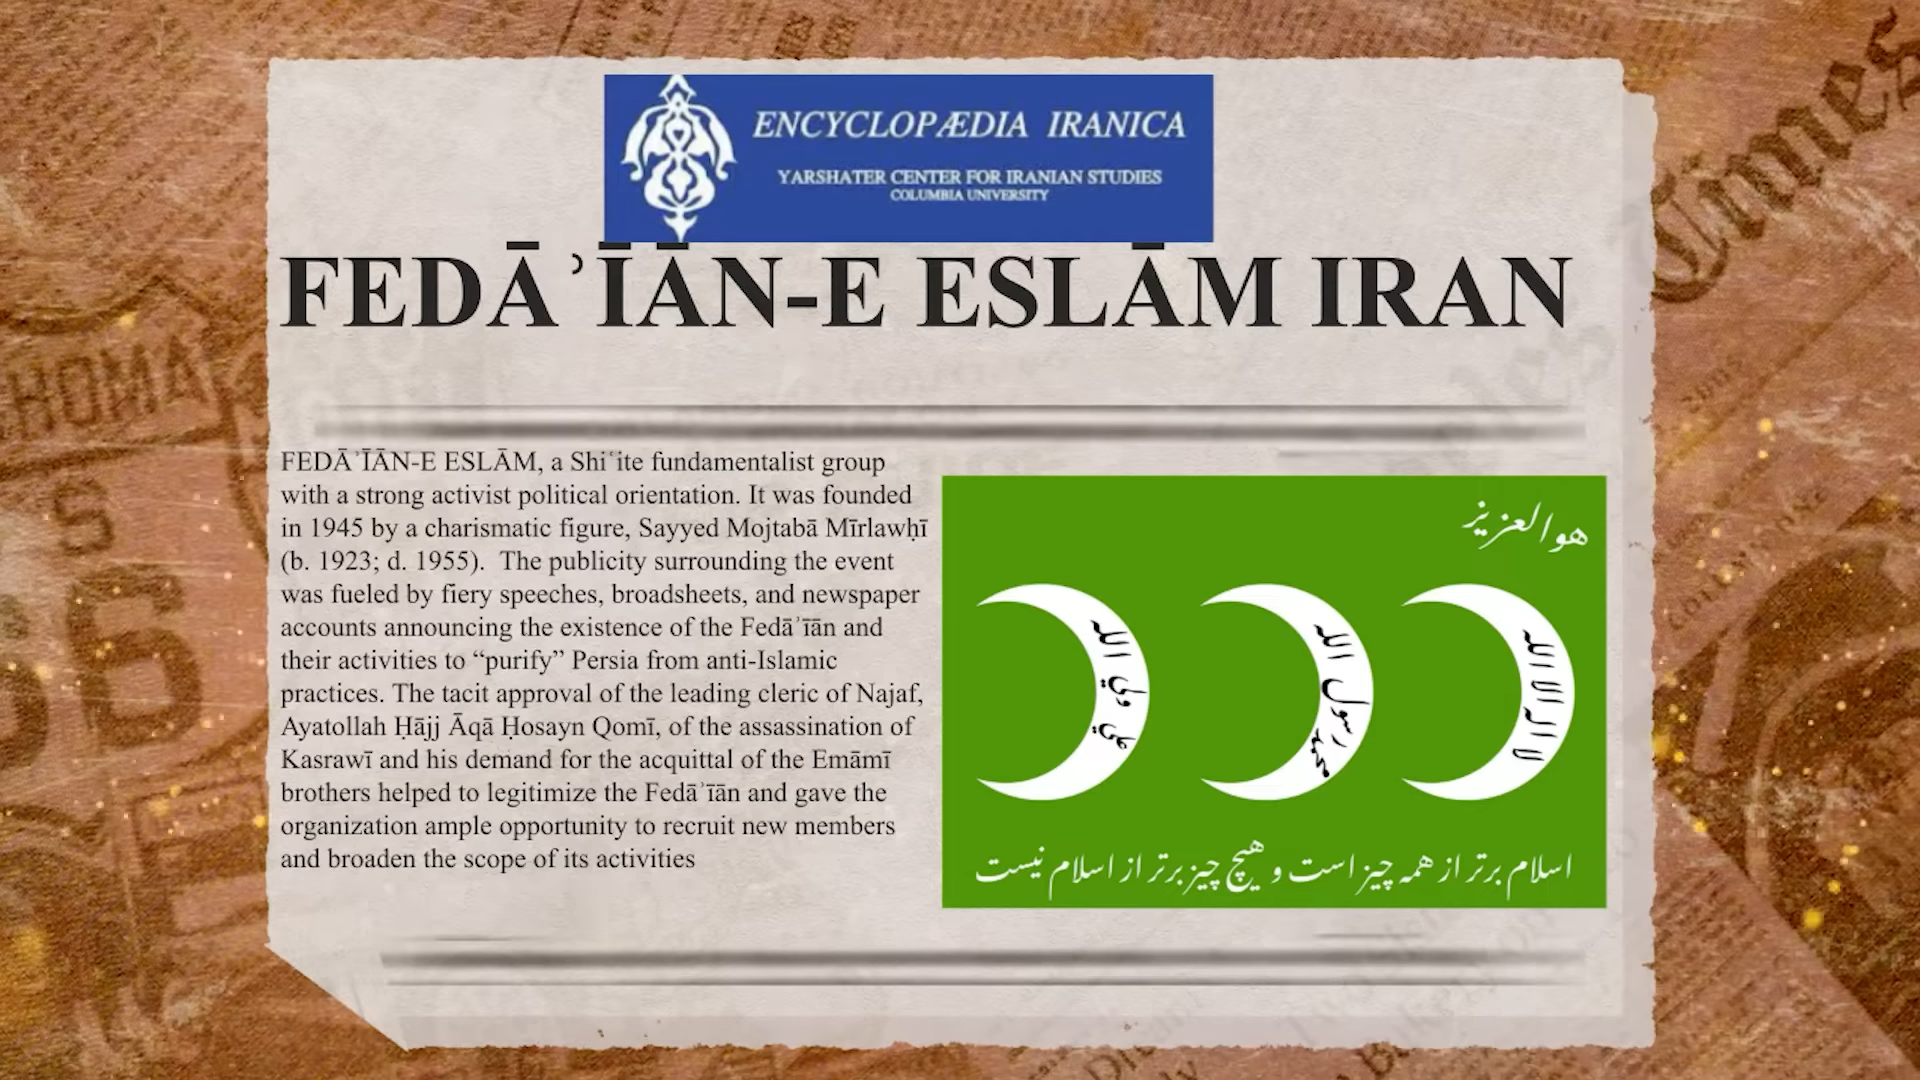 ENCYCLOPÆDIA IRANICA
YARSHATER CENTER FOR IRANIAN STUDIES
COLUMBIA UNIVERSITY
FEDĀʾĪĀN-E ESLĀM IRAN
FEDĀʾĪĀN-E ESLĀM, a Shiʿite fundamentalist group
with a strong activist political orientation. It was founded
in 1945 by a charismatic figure, Sayyed Mojtabā Mīrlawḥī
(b. 1923; d. 1955).  The publicity surrounding the event
was fueled by fiery speeches, broadsheets, and newspaper
accounts announcing the existence of the Fedāʾīān and
their activities to “purify” Persia from anti-Islamic
practices. The tacit approval of the leading cleric of Najaf,
Ayatollah Ḥājj Āqā Ḥosayn Qomī, of the assassination of
Kasrawī and his demand for the acquittal of the Emāmī
brothers helped to legitimize the Fedāʾīān and gave the
organization ample opportunity to recruit new members
and broaden the scope of its activities
هوالعزیز
لا اله الا الله
محمد رسول الله
علي ولي الله
اسلام برتر از همه چیز است و هیچ چیز برتر از اسلام نیست
Times
HOMA